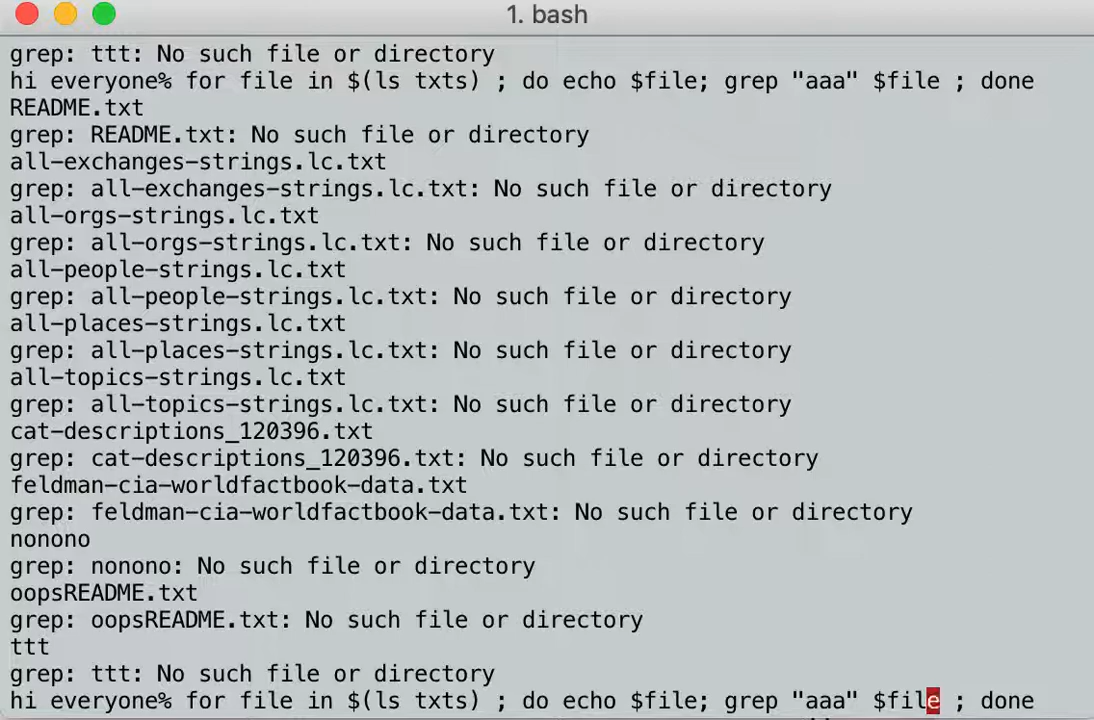 1. bash
grep: ttt: No such file or directory
hi everyone% for file in $(ls txts) ; do echo $file; grep "aaa" $file ; done
README.txt
grep: README.txt: No such file or directory
all-exchanges-strings.lc.txt
grep: all-exchanges-strings.lc.txt: No such file or directory
all-orgs-strings.lc.txt
grep: all-orgs-strings.lc.txt: No such file or directory
all-people-strings.lc.txt
grep: all-people-strings.lc.txt: No such file or directory
all-places-strings.lc.txt
grep: all-places-strings.lc.txt: No such file or directory
all-topics-strings.lc.txt
grep: all-topics-strings.lc.txt: No such file or directory
cat-descriptions_120396.txt
grep: cat-descriptions_120396.txt: No such file or directory
feldman-cia-worldfactbook-data.txt
grep: feldman-cia-worldfactbook-data.txt: No such file or directory
nonono
grep: nonono: No such file or directory
oopsREADME.txt
grep: oopsREADME.txt: No such file or directory
ttt
grep: ttt: No such file or directory
hi everyone% for file in $(ls txts) ; do echo $file; grep "aaa" $file ; done